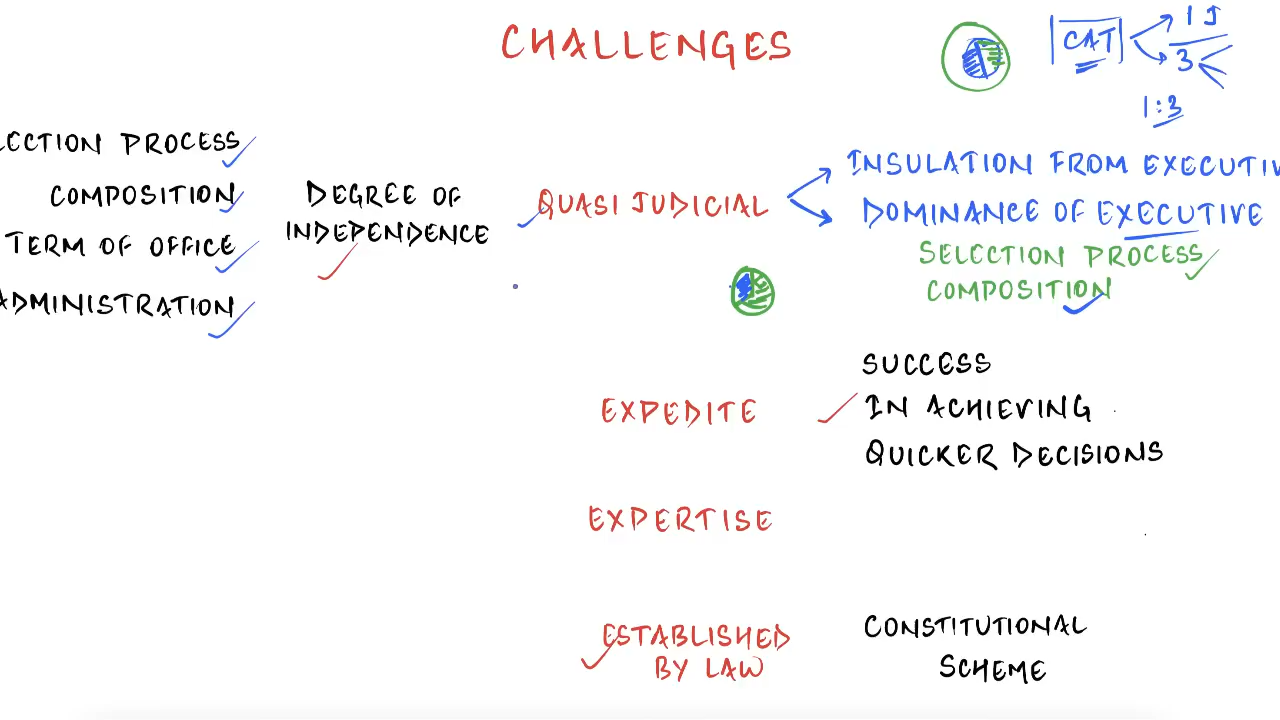 CHALLENGES
CAT
1 J
3
1:3
LECTION PROCESS
COMPOSITION
TERM OF OFFICE
ADMINISTRATION
DEGREE OF
INDEPENDENCE
QUASI JUDICIAL
INSULATION FROM EXECUTIV
DOMINANCE OF EXECUTIVE
SELECTION PROCESS
COMPOSITION
EXPEDITE
SUCCESS
IN ACHIEVING
QUICKER DECISIONS
EXPERTISE
ESTABLISHED
BY LAW
CONSTITUTIONAL
SCHEME